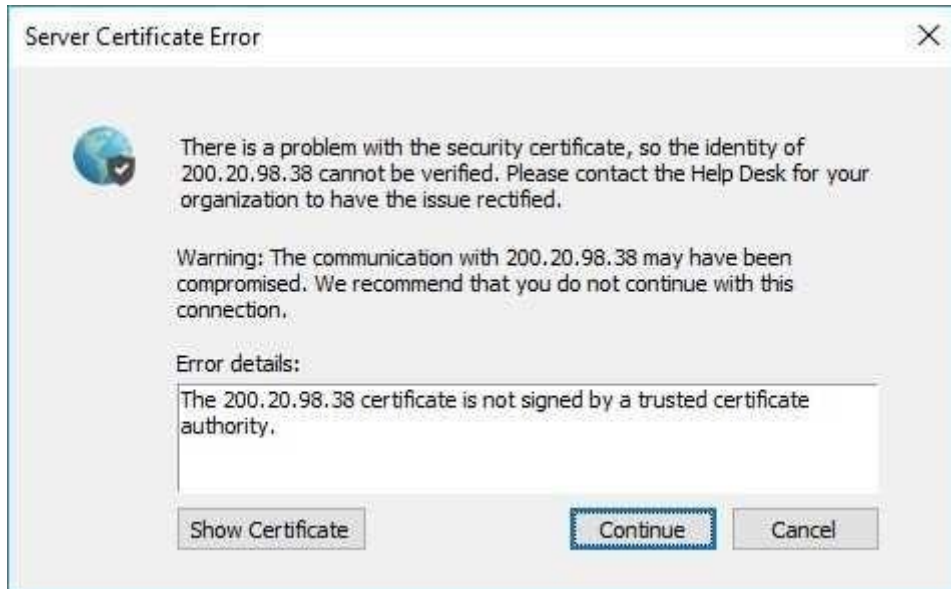 Server Certificate Error
There is a problem with the security certificate, so the identity of
200.20.98.38 cannot be verified. Please contact the Help Desk for your
organization to have the issue rectified.
Warning: The communication with 200.20.98.38 may have been
compromised. We recommend that you do not continue with this
connection.
Error details:
The 200.20.98.38 certificate is not signed by a trusted certificate
authority.
Show Certificate
Continue
Cancel